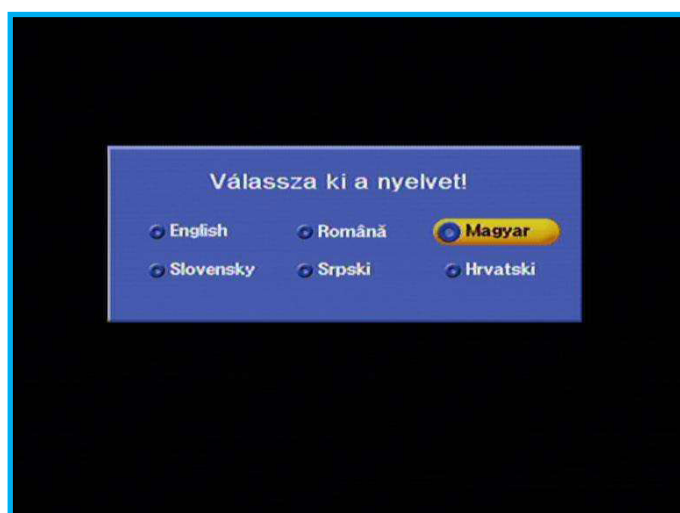 Válassza ki a nyelvet!
English Română Magyar
Slovensky Srpski Hrvatski